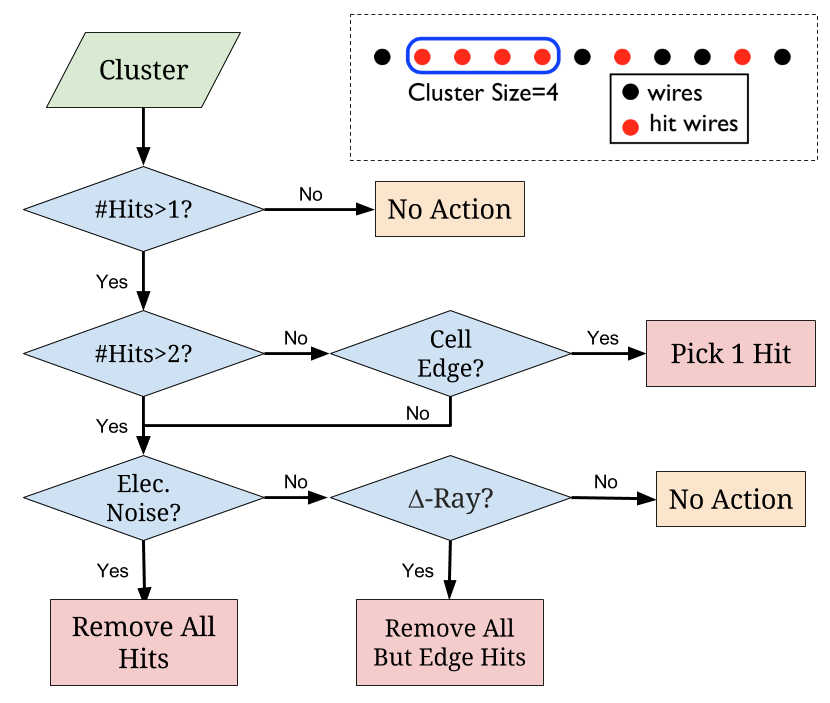 Cluster
Cluster Size=4
wires
hit wires
#Hits>1?
No
No Action
Yes
#Hits>2?
No
Cell
Edge?
Yes
Pick 1 Hit
No
Yes
Elec.
Noise?
No
Δ-Ray?
No
No Action
Yes
Yes
Remove All
Hits
Remove All
But Edge Hits